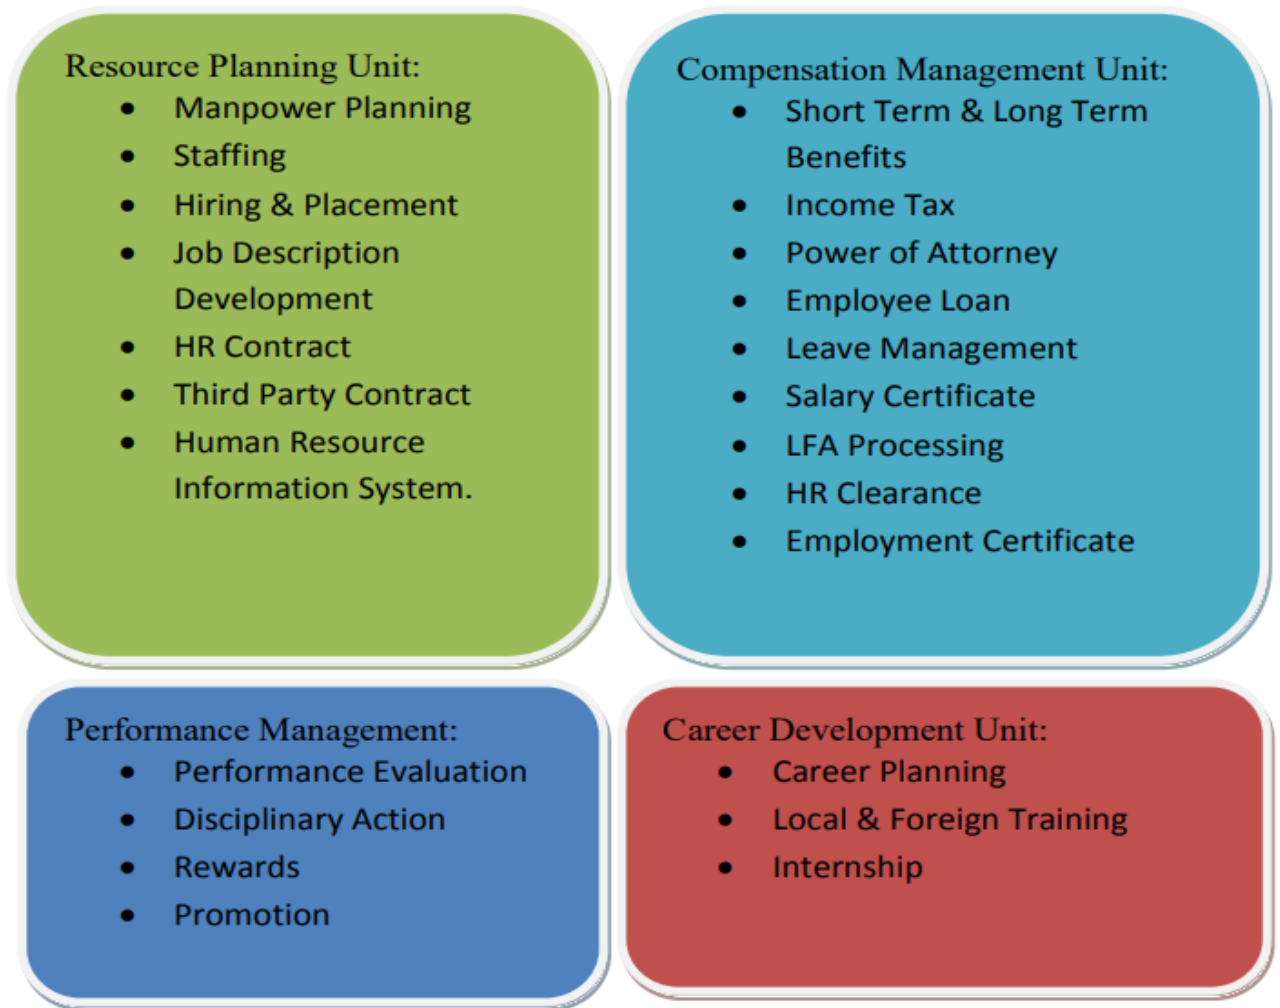 Resource Planning Unit:
• Manpower Planning
• Staffing
• Hiring & Placement
• Job Description
Development
• HR Contract
• Third Party Contract
• Human Resource
Information System.
Compensation Management Unit:
• Short Term & Long Term
Benefits
• Income Tax
• Power of Attorney
• Employee Loan
• Leave Management
• Salary Certificate
• LFA Processing
• HR Clearance
• Employment Certificate
Performance Management:
• Performance Evaluation
• Disciplinary Action
• Rewards
• Promotion
Career Development Unit:
• Career Planning
• Local & Foreign Training
• Internship